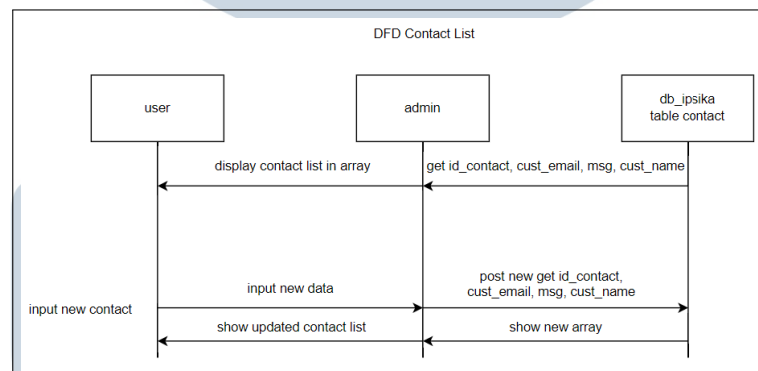 DFD Contact List
user
admin
db_ipsika
table contact
display contact list in array
get id_contact, cust_email, msg, cust_name
input new contact
input new data
post new get id_contact,
cust_email, msg, cust_name
show updated contact list
show new array